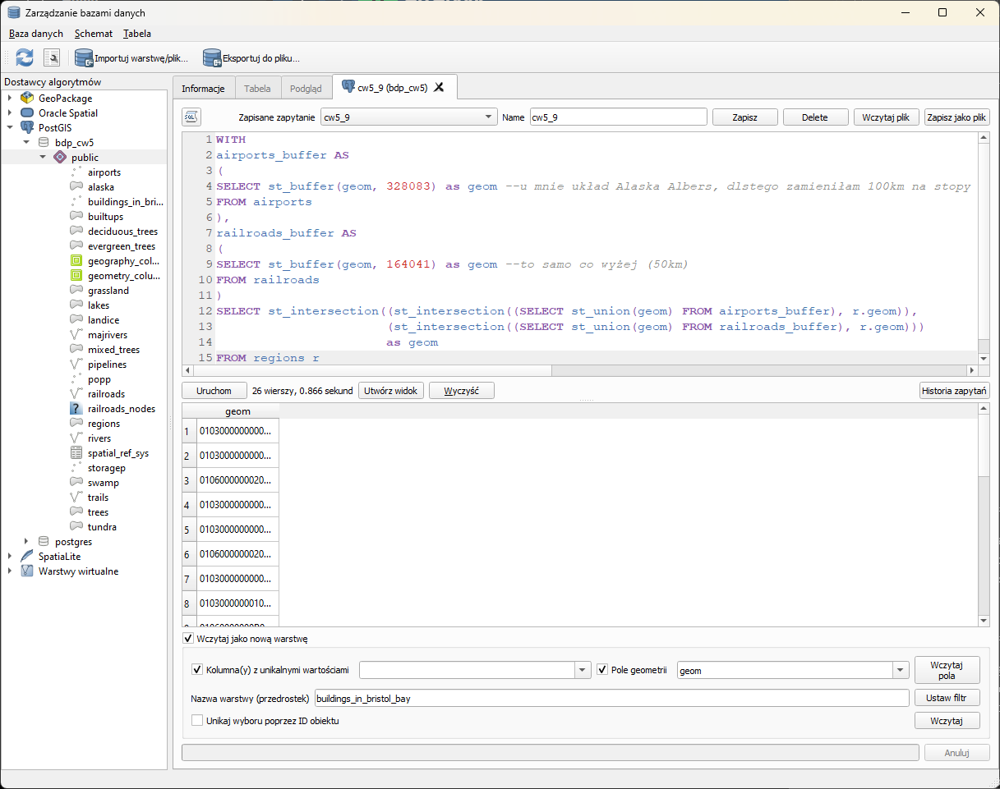 Zarządzanie bazami danych
Baza danych Schemat Tabela
Importuj warstwę/plik... Eksportuj do pliku...
Dostawcy algorytmów
GeoPackage
Oracle Spatial
PostGIS
bdp_cw5
public
airports
alaska
buildings_in_bri...
builtups
deciduous_trees
evergreen_trees
geography_col...
geometry_colu...
grassland
lakes
landice
majrivers
mixed_trees
pipelines
popp
railroads
railroads_nodes
regions
rivers
spatial_ref_sys
storagep
swamp
trails
trees
tundra
postgres
SpatiaLite
Warstwy wirtualne
Informacje Tabela Podgląd cw5_9 (bdp_cw5)
SQL Zapisane zapytanie cw5_9 Name cw5_9 Zapisz Delete Wczytaj plik Zapisz jako plik
1 WITH
2 airports_buffer AS
3 (
4 SELECT st_buffer(geom, 328083) as geom --u mnie układ Alaska Albers, dlstego zamieniłam 100km na stopy
5 FROM airports
6 ),
7 railroads_buffer AS
8 (
9 SELECT st_buffer(geom, 164041) as geom --to samo co wyżej (50km)
10 FROM railroads
11 )
12 SELECT st_intersection((st_intersection((SELECT st_union(geom) FROM airports_buffer), r.geom)),
13 (st_intersection((SELECT st_union(geom) FROM railroads_buffer), r.geom)))
14 as geom
15 FROM regions r
Uruchom 26 wierszy, 0.866 sekund Utwórz widok Wyczyść Historia zapytań
geom
1 0103000000000...
2 0103000000000...
3 0106000000020...
4 0103000000000...
5 0103000000000...
6 0106000000020...
7 0103000000000...
8 0103000000010...
Wczytaj jako nową warstwę
Kolumna(y) z unikalnymi wartościami Pole geometrii geom Wczytaj pola
Nazwa warstwy (przedrostek) buildings_in_bristol_bay Ustaw filtr
Unikaj wyboru poprzez ID obiektu Wczytaj
Anuluj